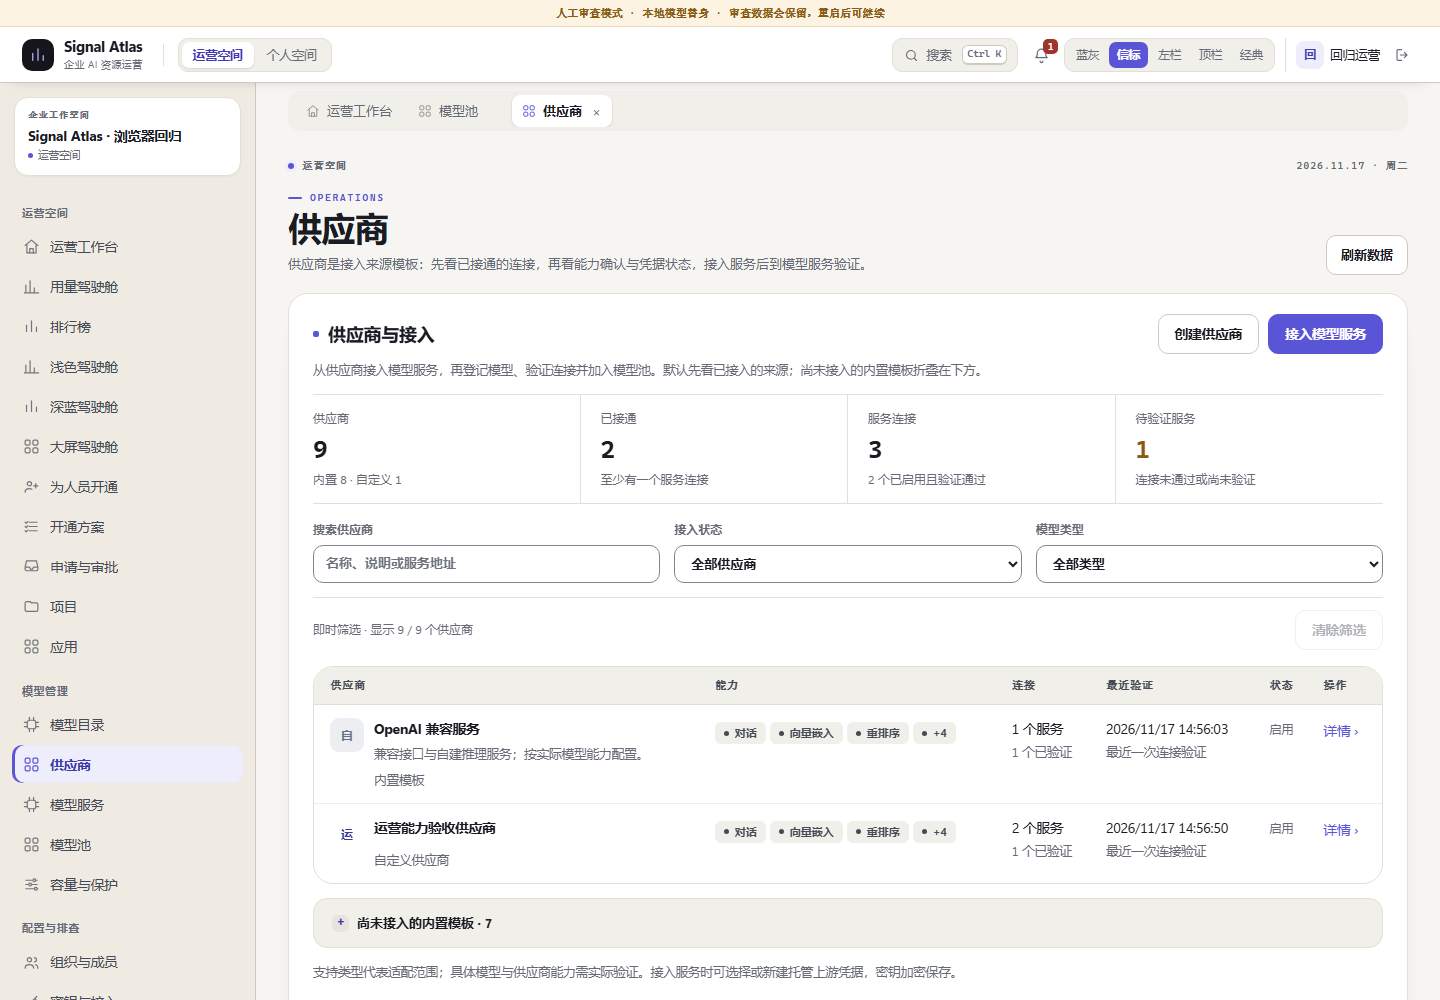 人工审查模式 · 本地模型替身 · 审查数据会保留，重启后可继续
Signal Atlas
企业 AI 资源运营
运营空间
个人空间
搜索 Ctrl K
1
蓝灰
信标
左栏
顶栏
经典
回
回归运营
企业工作空间
Signal Atlas · 浏览器回归
运营空间
运营空间
运营工作台
用量驾驶舱
排行榜
浅色驾驶舱
深蓝驾驶舱
大屏驾驶舱
为人员开通
开通方案
申请与审批
项目
应用
模型管理
模型目录
供应商
模型服务
模型池
容量与保护
配置与排查
组织与成员
运营工作台
模型池
供应商 ×
运营空间
2026.11.17 · 周二
OPERATIONS
供应商
供应商是接入来源模板：先看已接通的连接，再看能力确认与凭据状态，接入服务后到模型服务验证。
刷新数据
供应商与接入
创建供应商
接入模型服务
从供应商接入模型服务，再登记模型、验证连接并加入模型池。默认先看已接入的来源；尚未接入的内置模板折叠在下方。
供应商
9
内置 8 · 自定义 1
已接通
2
至少有一个服务连接
服务连接
3
2 个已启用且验证通过
待验证服务
1
连接未通过或尚未验证
搜索供应商
名称、说明或服务地址
接入状态
全部供应商
模型类型
全部类型
即时筛选 · 显示 9 / 9 个供应商
清除筛选
供应商 能力 连接 最近验证 状态 操作
自
OpenAI 兼容服务
兼容接口与自建推理服务；按实际模型能力配置。
内置模板
对话 向量嵌入 重排序 +4
1 个服务
1 个已验证
2026/11/17 14:56:03
最近一次连接验证
启用
详情 ›
运
运营能力验收供应商
自定义供应商
对话 向量嵌入 重排序 +4
2 个服务
1 个已验证
2026/11/17 14:56:50
最近一次连接验证
启用
详情 ›
+ 尚未接入的内置模板 · 7
支持类型代表适配范围；具体模型与供应商能力需实际验证。接入服务时可选择或新建托管上游凭据，密钥加密保存。